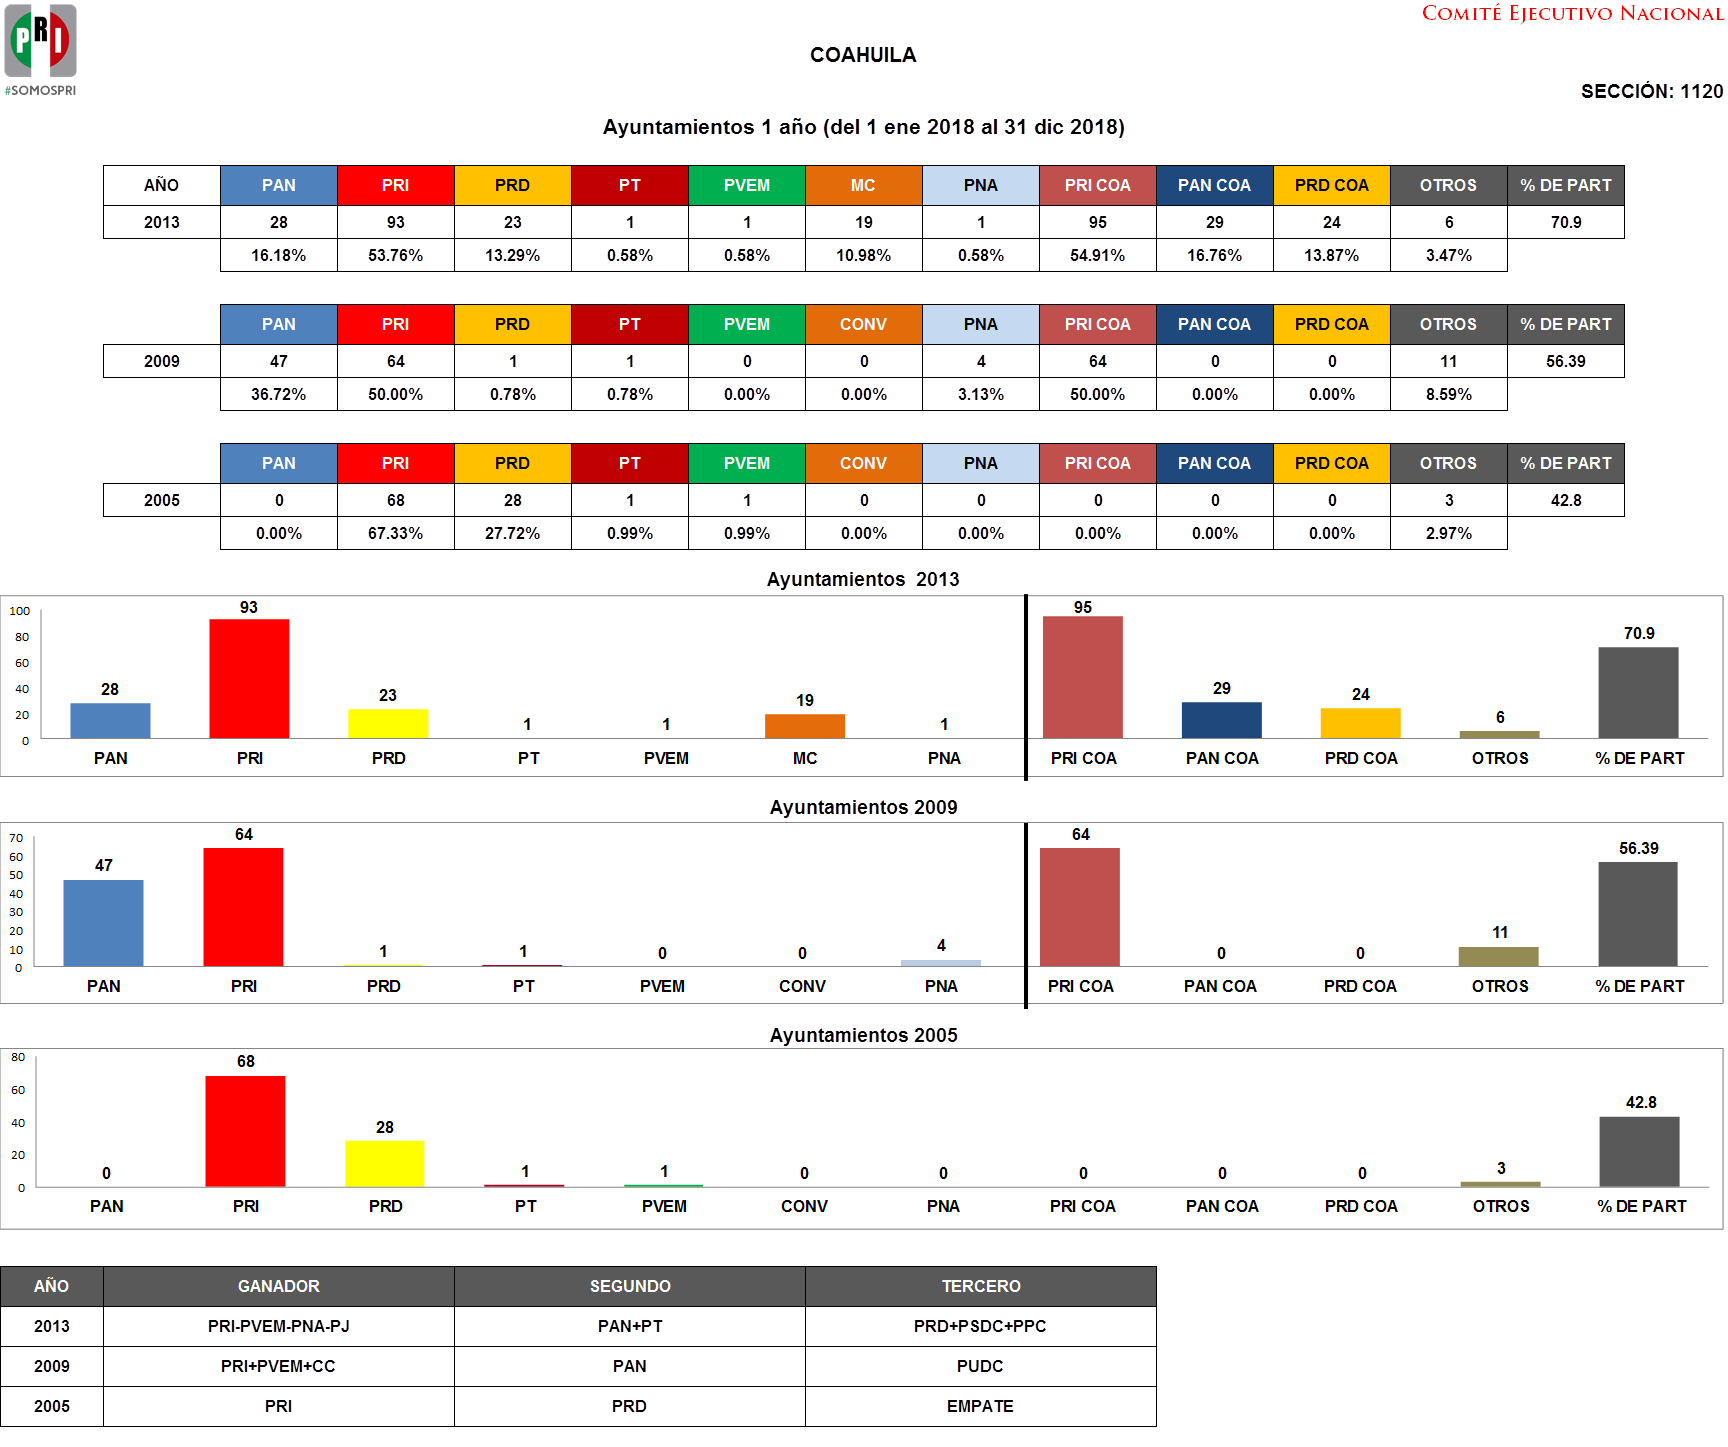 PRI
#SOMOSPRI
COMITÉ EJECUTIVO NACIONAL
COAHUILA
SECCIÓN: 1120
Ayuntamientos 1 año (del 1 ene 2018 al 31 dic 2018)
AÑO PAN PRI PRD PT PVEM MC PNA PRI COA PAN COA PRD COA OTROS % DE PART
2013 28 93 23 1 1 19 1 95 29 24 6 70.9
16.18% 53.76% 13.29% 0.58% 0.58% 10.98% 0.58% 54.91% 16.76% 13.87% 3.47%
PAN PRI PRD PT PVEM CONV PNA PRI COA PAN COA PRD COA OTROS % DE PART
2009 47 64 1 1 0 0 4 64 0 0 11 56.39
36.72% 50.00% 0.78% 0.78% 0.00% 0.00% 3.13% 50.00% 0.00% 0.00% 8.59%
PAN PRI PRD PT PVEM CONV PNA PRI COA PAN COA PRD COA OTROS % DE PART
2005 0 68 28 1 1 0 0 0 0 0 3 42.8
0.00% 67.33% 27.72% 0.99% 0.99% 0.00% 0.00% 0.00% 0.00% 0.00% 2.97%
Ayuntamientos 2013
100
80
60
40
20
0
28 93 23 1 1 19 1 95 29 24 6 70.9
PAN PRI PRD PT PVEM MC PNA PRI COA PAN COA PRD COA OTROS % DE PART
Ayuntamientos 2009
70
60
50
40
30
20
10
0
47 64 1 1 0 0 4 64 0 0 11 56.39
PAN PRI PRD PT PVEM CONV PNA PRI COA PAN COA PRD COA OTROS % DE PART
Ayuntamientos 2005
80
60
40
20
0
0 68 28 1 1 0 0 0 0 0 3 42.8
PAN PRI PRD PT PVEM CONV PNA PRI COA PAN COA PRD COA OTROS % DE PART
AÑO GANADOR SEGUNDO TERCERO
2013 PRI-PVEM-PNA-PJ PAN+PT PRD+PSDC+PPC
2009 PRI+PVEM+CC PAN PUDC
2005 PRI PRD EMPATE